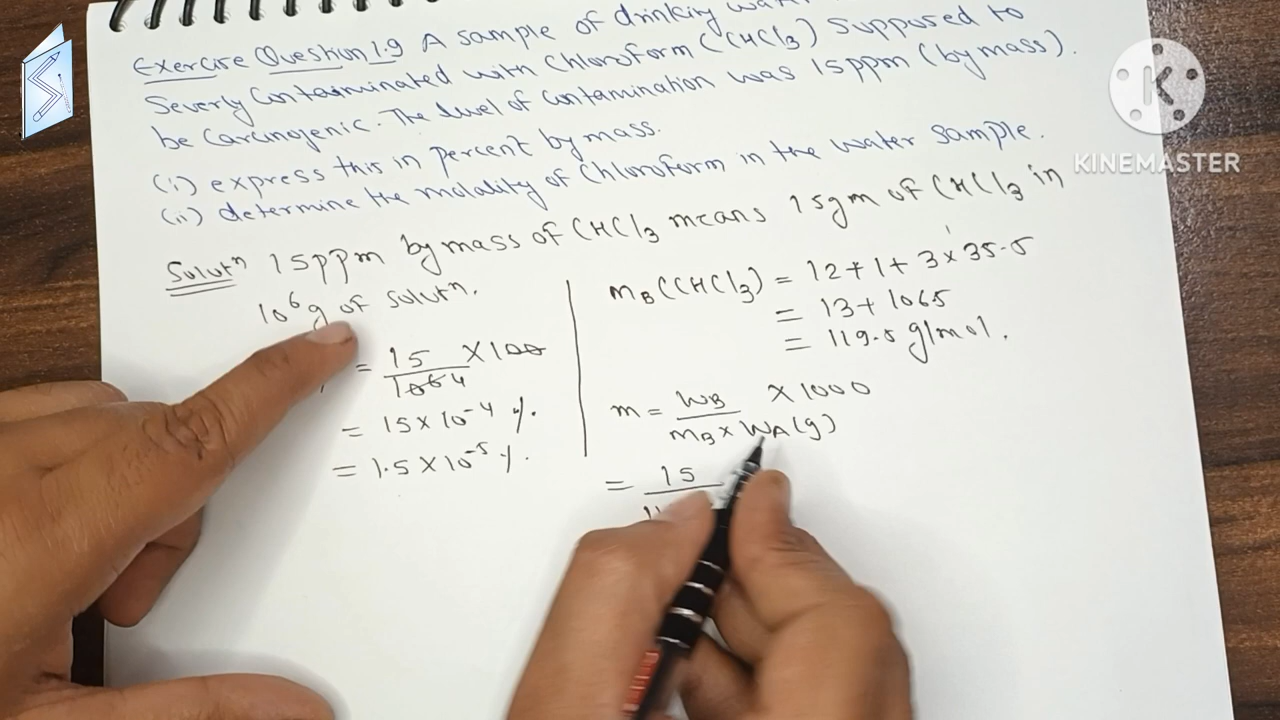 Exercise Question 1.9 A sample of drinking water
Severly Contaminated with Chloroform (CHCl3) Supposed to
be Carcinogenic. The level of contamination was 15ppm (by mass).
(i) express this in percent by mass.
(ii) determine the molality of Chloroform in the water sample.
Solutn 15ppm by mass of CHCl3 means 15gm of CHCl3 in
10^6g of Solutn.
= 15/10^6 4 X 100
= 15 X 10^-4 %.
= 1.5 X 10^-5 %.
mB (CHCl3) = 12 + 1 + 3 x 35.5
= 13 + 106.5
= 119.5 g/mol.
m = WB / mB x WA(g) X 1000
= 15
KINEMASTER